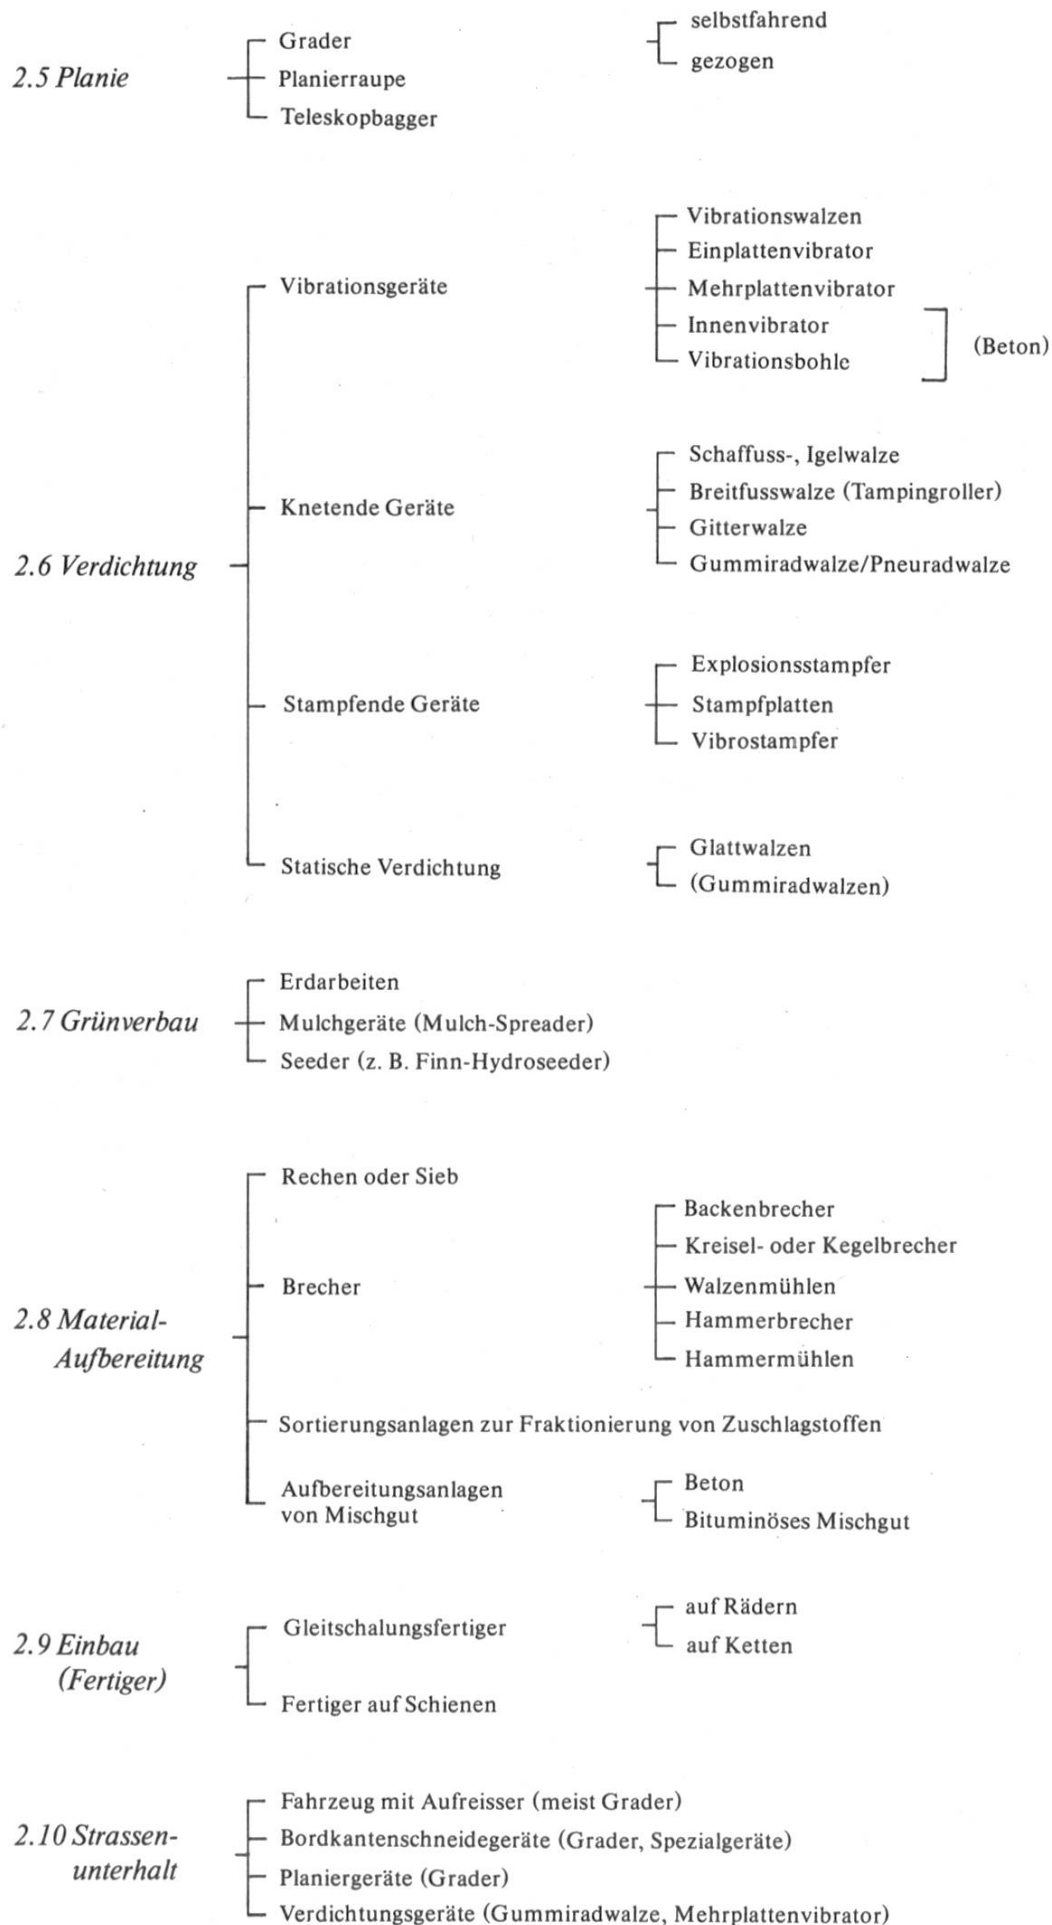 2.5 Planie
Grader
Planierraupe
Teleskopbagger
selbstfahrend
gezogen
2.6 Verdichtung
Vibrationsgeräte
Vibrationswalzen
Einplattenvibrator
Mehrplattenvibrator
Innenvibrator
Vibrationsbohle
(Beton)
Knetende Geräte
Schaffuss-, Igelwalze
Breitfusswalze (Tampingroller)
Gitterwalze
Gummiradwalze/Pneuradwalze
Stampfende Geräte
Explosionsstampfer
Stampfplatten
Vibrostampfer
Statische Verdichtung
Glattwalzen
(Gummiradwalzen)
2.7 Grünverbau
Erdarbeiten
Mulchgeräte (Mulch-Spreader)
Seeder (z. B. Finn-Hydroseeder)
2.8 Material-
Aufbereitung
Rechen oder Sieb
Brecher
Backenbrecher
Kreisel- oder Kegelbrecher
Walzenmühlen
Hammerbrecher
Hammermühlen
Sortierungsanlagen zur Fraktionierung von Zuschlagstoffen
Aufbereitungsanlagen
von Mischgut
Beton
Bituminöses Mischgut
2.9 Einbau
(Fertiger)
Gleitschalungsfertiger
auf Rädern
auf Ketten
Fertiger auf Schienen
2.10 Strassen-
unterhalt
Fahrzeug mit Aufreisser (meist Grader)
Bordkantenschneidegeräte (Grader, Spezialgeräte)
Planiergeräte (Grader)
Verdichtungsgeräte (Gummiradwalze, Mehrplattenvibrator)